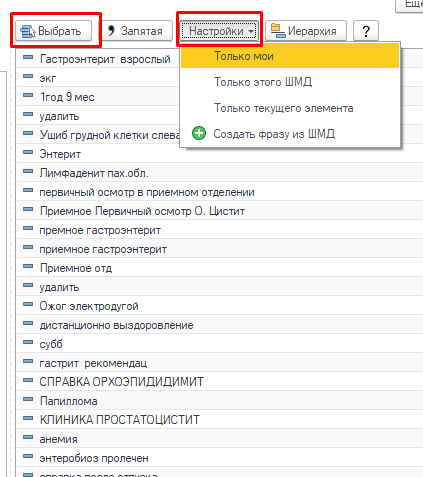 Ещё
Выбрать
Запятая
Настройки
Иерархия
?
Только мои
Только этого ШМД
Только текущего элемента
Создать фразу из ШМД
Гастроэнтерит взрослый
экг
1год 9 мес
удалить
Ушиб грудной клетки слева
Энтерит
Лимфаденит пах.обл.
первичный осмотр в приемном отделении
Приемное Первичный осмотр О. Цистит
премное гастроэнтерит
приемное гастроэнтерит
Приемное отд
удалить
Ожог электродугой
дистанционно выздоровление
субб
гастрит рекомендац
СПРАВКА ОРХОЭПИДИДИМИТ
Папиллома
КЛИНИКА ПРОСТАТОЦИСТИТ
анемия
энтеробиоз пролечен
справка после отпуска